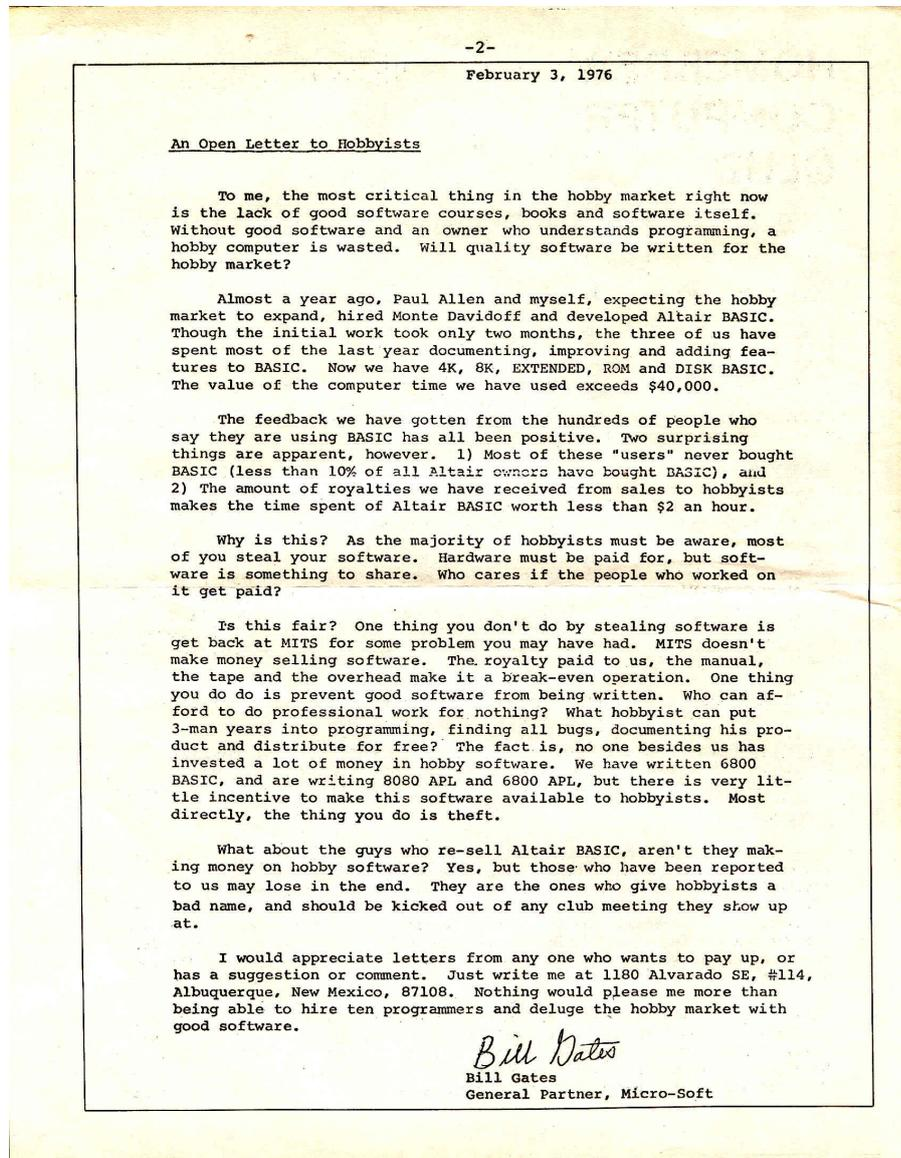 -2-
February 3, 1976
An Open Letter to Hobbyists
To me, the most critical thing in the hobby market right now
is the lack of good software courses, books and software itself.
Without good software and an owner who understands programming, a
hobby computer is wasted. Will quality software be written for the
hobby market?
Almost a year ago, Paul Allen and myself, expecting the hobby
market to expand, hired Monte Davidoff and developed Altair BASIC.
Though the initial work took only two months, the three of us have
spent most of the last year documenting, improving and adding fea-
tures to BASIC. Now we have 4K, 8K, EXTENDED, ROM and DISK BASIC.
The value of the computer time we have used exceeds $40,000.
The feedback we have gotten from the hundreds of people who
say they are using BASIC has all been positive. Two surprising
things are apparent, however. 1) Most of these "users" never bought
BASIC (less than 10% of all Altair owners have bought BASIC), and
2) The amount of royalties we have received from sales to hobbyists
makes the time spent of Altair BASIC worth less than $2 an hour.
Why is this? As the majority of hobbyists must be aware, most
of you steal your software. Hardware must be paid for, but soft-
ware is something to share. Who cares if the people who worked on
it get paid?
Is this fair? One thing you don't do by stealing software is
get back at MITS for some problem you may have had. MITS doesn't
make money selling software. The royalty paid to us, the manual,
the tape and the overhead make it a break-even operation. One thing
you do do is prevent good software from being written. Who can af-
ford to do professional work for nothing? What hobbyist can put
3-man years into programming, finding all bugs, documenting his pro-
duct and distribute for free? The fact is, no one besides us has
invested a lot of money in hobby software. We have written 6800
BASIC, and are writing 8080 APL and 6800 APL, but there is very lit-
tle incentive to make this software available to hobbyists. Most
directly, the thing you do is theft.
What about the guys who re-sell Altair BASIC, aren't they mak-
ing money on hobby software? Yes, but those who have been reported
to us may lose in the end. They are the ones who give hobbyists a
bad name, and should be kicked out of any club meeting they show up
at.
I would appreciate letters from any one who wants to pay up, or
has a suggestion or comment. Just write me at 1180 Alvarado SE, #114,
Albuquerque, New Mexico, 87108. Nothing would please me more than
being able to hire ten programmers and deluge the hobby market with
good software.
Bill Gates
Bill Gates
General Partner, Micro-Soft